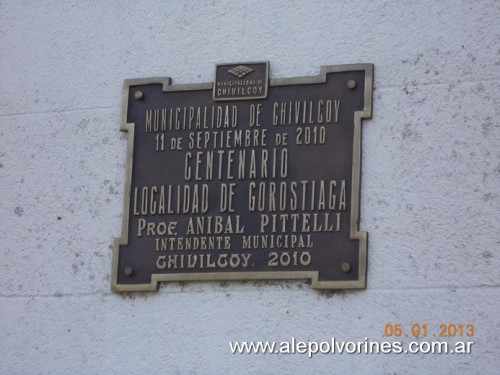 MUNICIPALIDAD DE
CHIVILCOY
MUNICIPALIDAD DE CHIVILCOY
11 DE SEPTIEMBRE DE 2010
CENTENARIO
LOCALIDAD DE GOROSTIAGA
PROF. ANIBAL PITTELLI
INTENDENTE MUNICIPAL
CHIVILCOY. 2010
05.01.2013
www.alepolvorines.com.ar